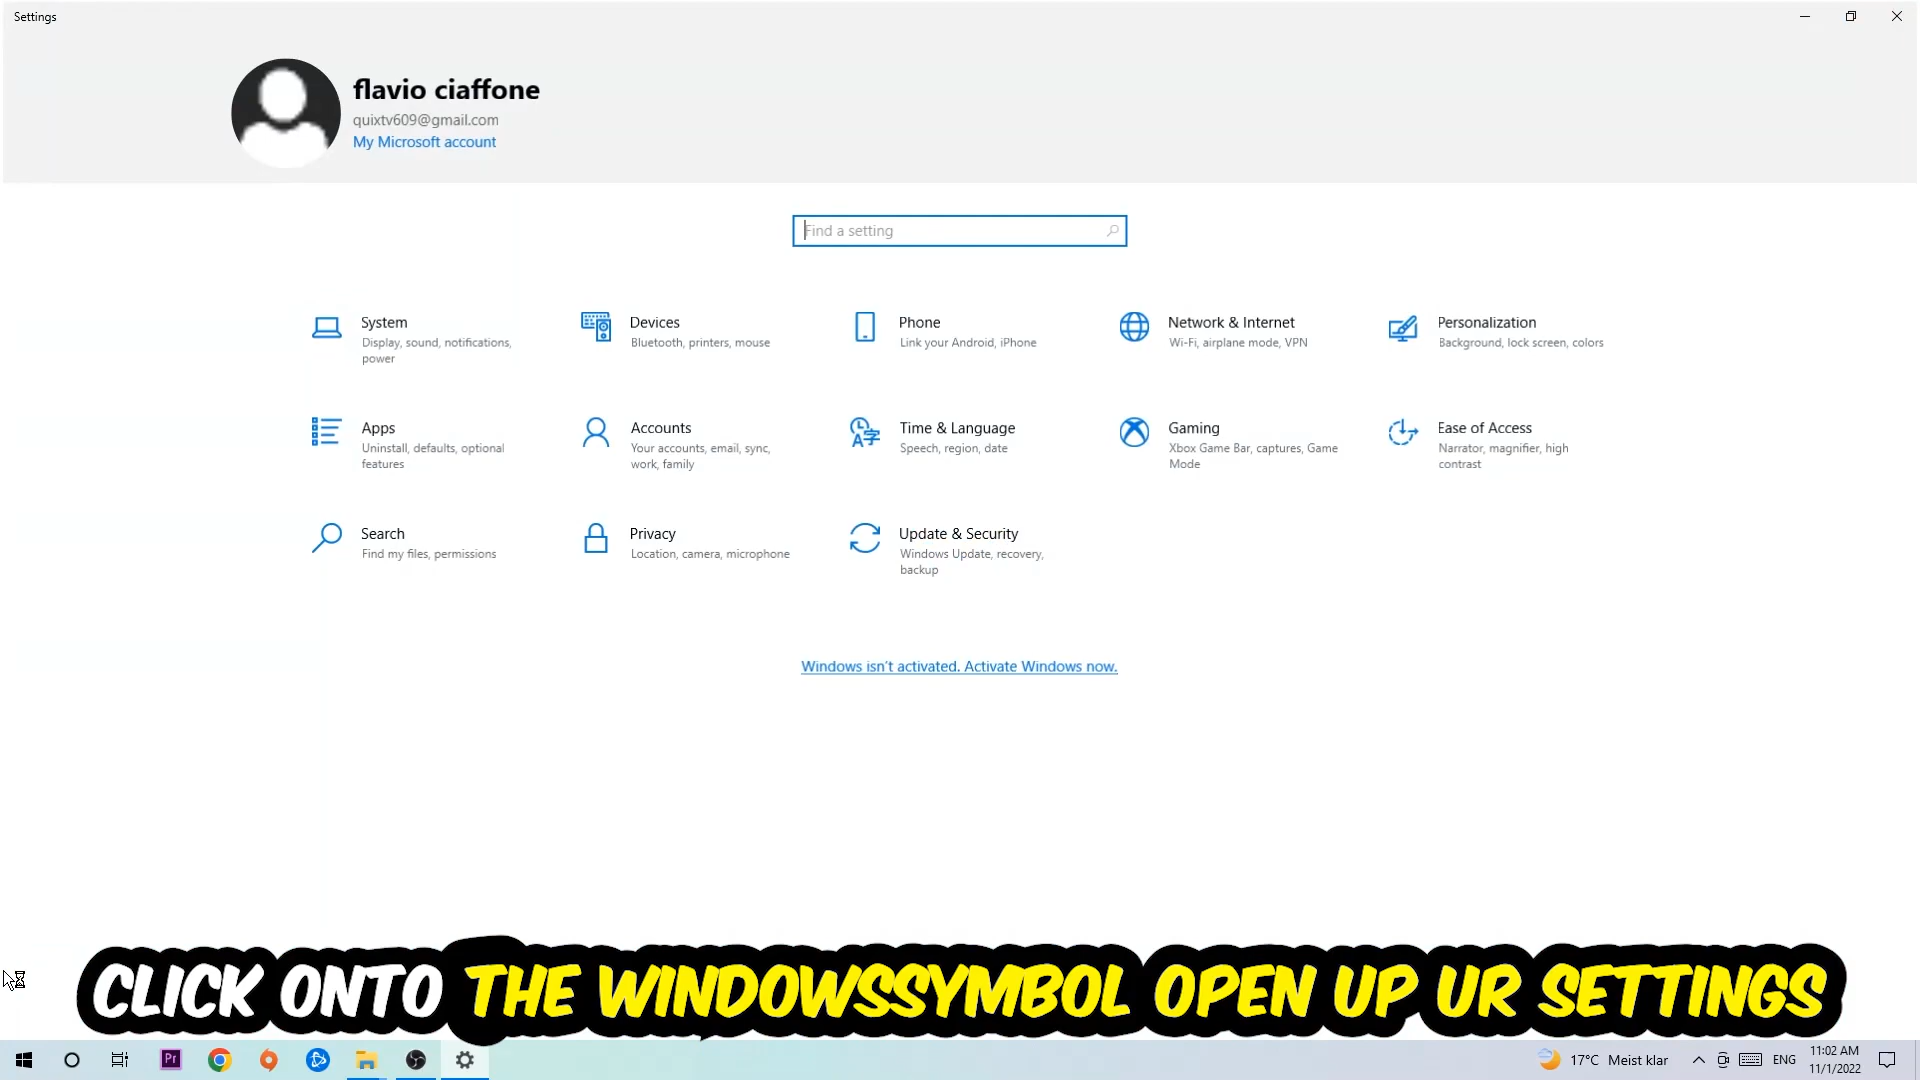 Settings
flavio ciaffone
quixtv609@gmail.com
My Microsoft account
Find a setting
System
Display, sound, notifications,
power
Devices
Bluetooth, printers, mouse
Phone
Link your Android, iPhone
Network & Internet
Wi-Fi, airplane mode, VPN
Personalization
Background, lock screen, colors
Apps
Uninstall, defaults, optional
features
Accounts
Your accounts, email, sync,
work, family
Time & Language
Speech, region, date
Gaming
Xbox Game Bar, captures, Game
Mode
Ease of Access
Narrator, magnifier, high
contrast
Search
Find my files, permissions
Privacy
Location, camera, microphone
Update & Security
Windows Update, recovery,
backup
Windows isn't activated. Activate Windows now.
CLICK ONTO THE WINDOWSSYMBOL OPEN UP UR SETTINGS
Pr
17°C Meist klar
ENG
11:02 AM
11/1/2022